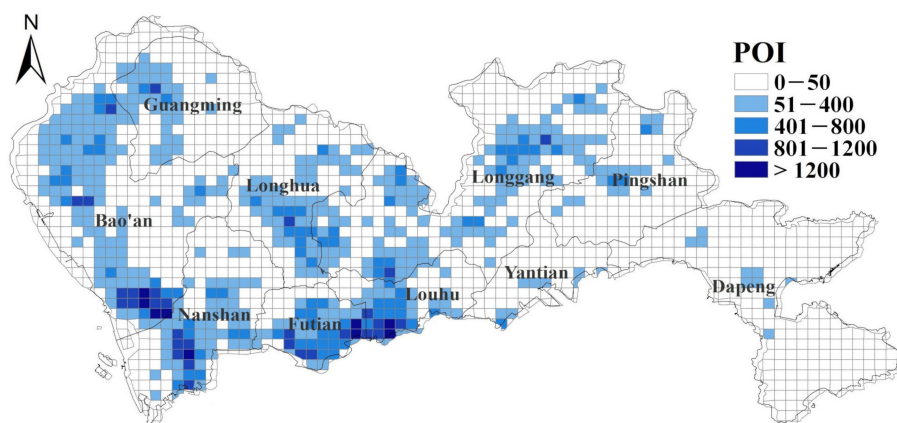 N
POI
0－50
51－400
401－800
801－1200
> 1200
Guangming
Longhua
Longgang
Pingshan
Bao'an
Yantian
Dapeng
Louhu
Nanshan
Futian